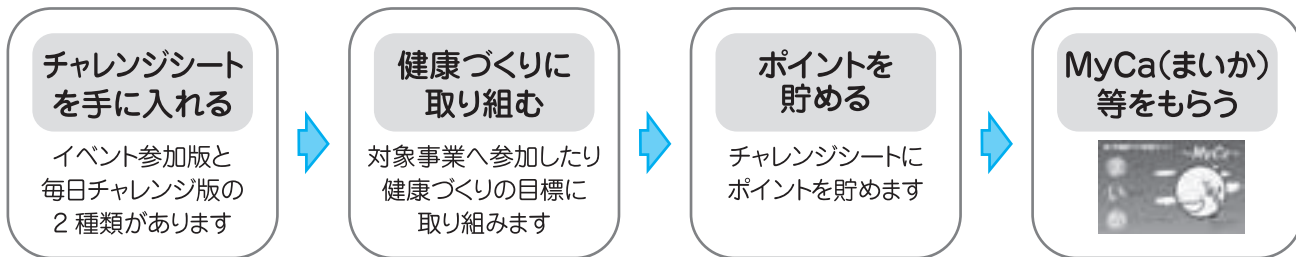 チャレンジシート
を手に入れる
イベント参加版と
毎日チャレンジ版の
2種類があります
健康づくりに
取り組む
対象事業へ参加したり
健康づくりの目標に
取り組みます
ポイントを
貯める
チャレンジシートに
ポイントを貯めます
MyCa(まいか)
等をもらう
MyCa